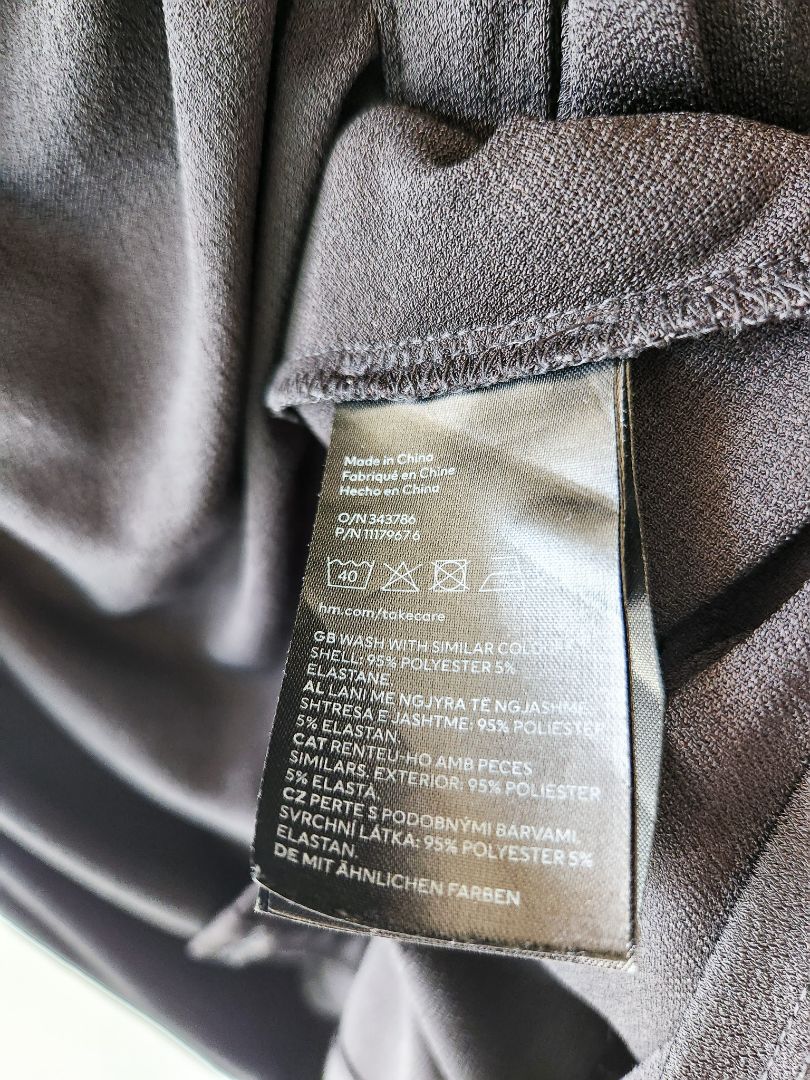 Made in China
Fabriqué en Chine
Hecho en China
O/N 343786
P/N 1117967 6
40
hm.com/takecare
GB WASH WITH SIMILAR
SHELL: 95% POLYESTER 5%
ELASTANE.
AL LANI ME NGJYRA TË NGJASHME.
SHTRESA E JASHTME: 95% POLIESTER
5% ELASTAN.
CAT RENTEU-HO AMB PECES
SIMILARS. EXTERIOR: 95% POLIESTER
5% ELASTÀ.
CZ PERTE S PODOBNÝMI BARVAMI.
SVRCHNÍ LÁTKA: 95% POLYESTER 5%
ELASTAN.
DE MIT ÄHNLICHEN FARBEN